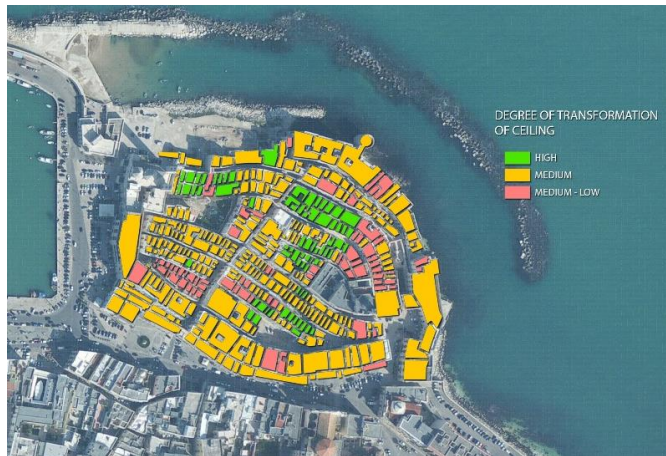 DEGREE OF TRANSFORMATION
OF CEILING
HIGH
MEDIUM
MEDIUM - LOW